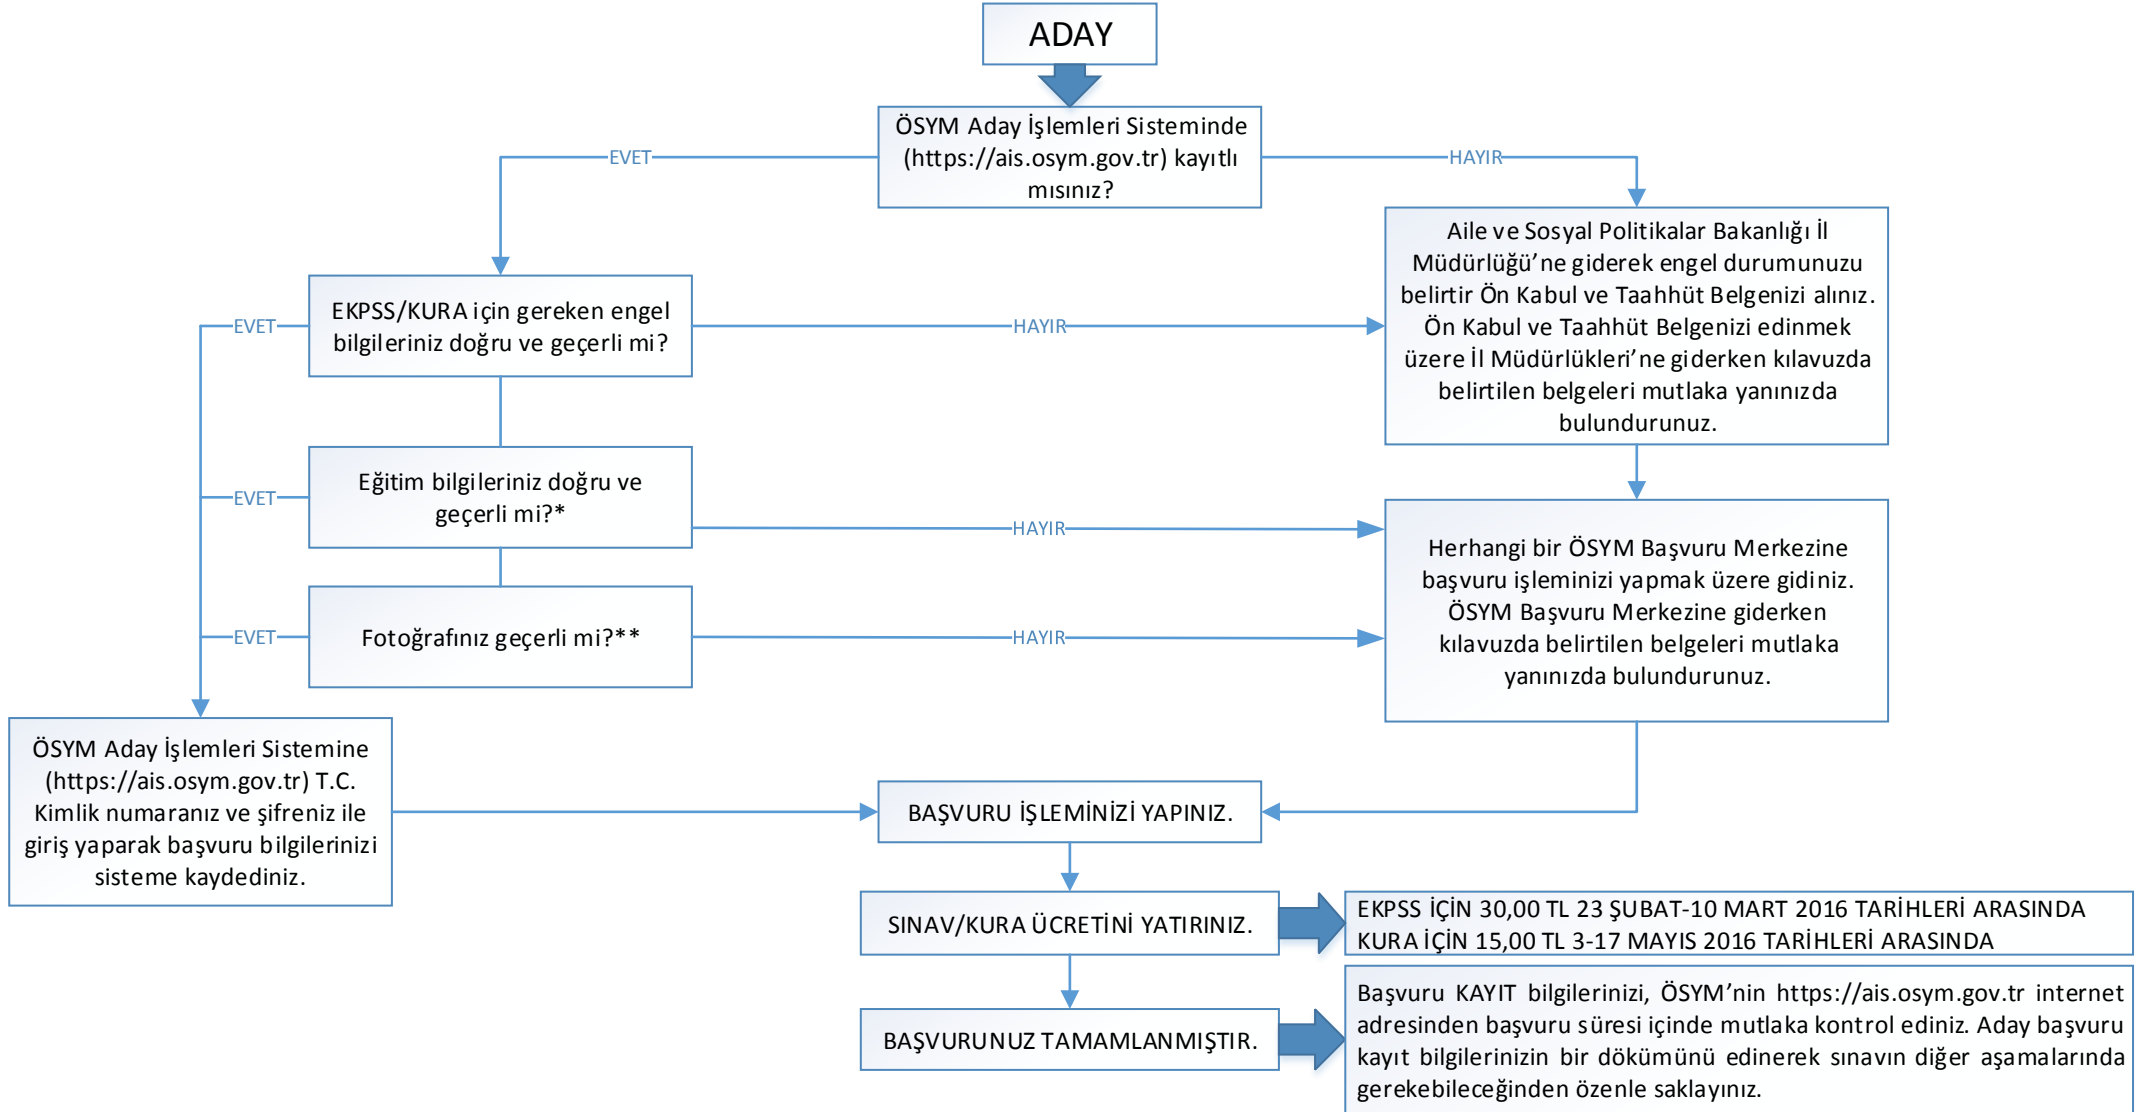 ADAY
ÖSYM Aday İşlemleri Sisteminde
(https://ais.osym.gov.tr) kayıtlı
mısınız?
EVET
HAYIR
Aile ve Sosyal Politikalar Bakanlığı İl
Müdürlüğü’ne giderek engel durumunuzu
belirtir Ön Kabul ve Taahhüt Belgenizi alınız.
Ön Kabul ve Taahhüt Belgenizi edinmek
üzere İl Müdürlükleri’ne giderken kılavuzda
belirtilen belgeleri mutlaka yanınızda
bulundurunuz.
EVET
EKPSS/KURA için gereken engel
bilgileriniz doğru ve geçerli mi?
HAYIR
EVET
Eğitim bilgileriniz doğru ve
geçerli mi?*
HAYIR
Herhangi bir ÖSYM Başvuru Merkezine
başvuru işleminizi yapmak üzere gidiniz.
ÖSYM Başvuru Merkezine giderken
kılavuzda belirtilen belgeleri mutlaka
yanınızda bulundurunuz.
EVET
Fotoğrafınız geçerli mi?**
HAYIR
ÖSYM Aday İşlemleri Sistemine
(https://ais.osym.gov.tr) T.C.
Kimlik numaranız ve şifreniz ile
giriş yaparak başvuru bilgilerinizi
sisteme kaydediniz.
BAŞVURU İŞLEMİNİZİ YAPINIZ.
SINAV/KURA ÜCRETİNİ YATIRINIZ.
EKPSS İÇİN 30,00 TL 23 ŞUBAT-10 MART 2016 TARİHLERİ ARASINDA
KURA İÇİN 15,00 TL 3-17 MAYIS 2016 TARİHLERİ ARASINDA
BAŞVURUNUZ TAMAMLANMIŞTIR.
Başvuru KAYIT bilgilerinizi, ÖSYM’nin https://ais.osym.gov.tr internet
adresinden başvuru süresi içinde mutlaka kontrol ediniz. Aday başvuru
kayıt bilgilerinizin bir dökümünü edinerek sınavın diğer aşamalarında
gerekebileceğinden özenle saklayınız.